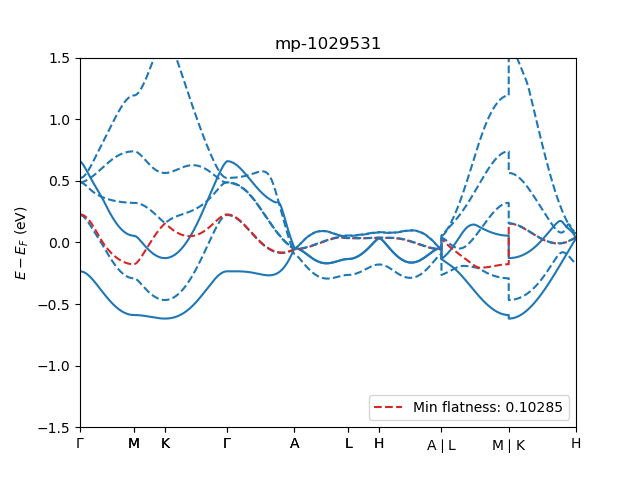 mp-1029531
E − E_F (eV)
1.5
1.0
0.5
0.0
−0.5
−1.0
−1.5
Min flatness: 0.10285
Γ M K Γ A L H A | L M | K H